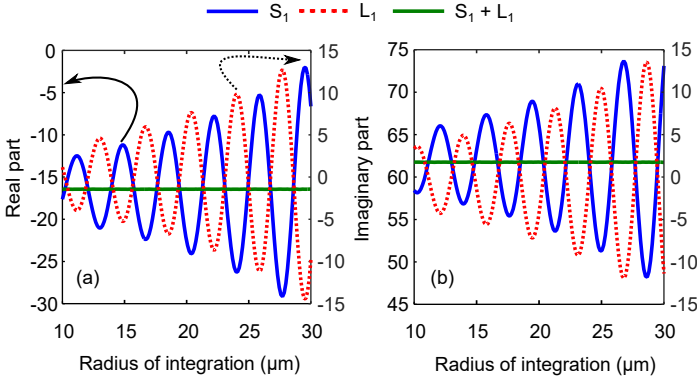 S₁ L₁ S₁ + L₁
0 15 75 15
-5 10 70 10
-10 5 65 5
-15 0 60 0
-20 -5 55 -5
-25 -10 50 -10
-30 -15 45 -15
Real part
(a)
10 15 20 25 30
Radius of integration (µm)
Imaginary part
(b)
10 15 20 25 30
Radius of integration (µm)